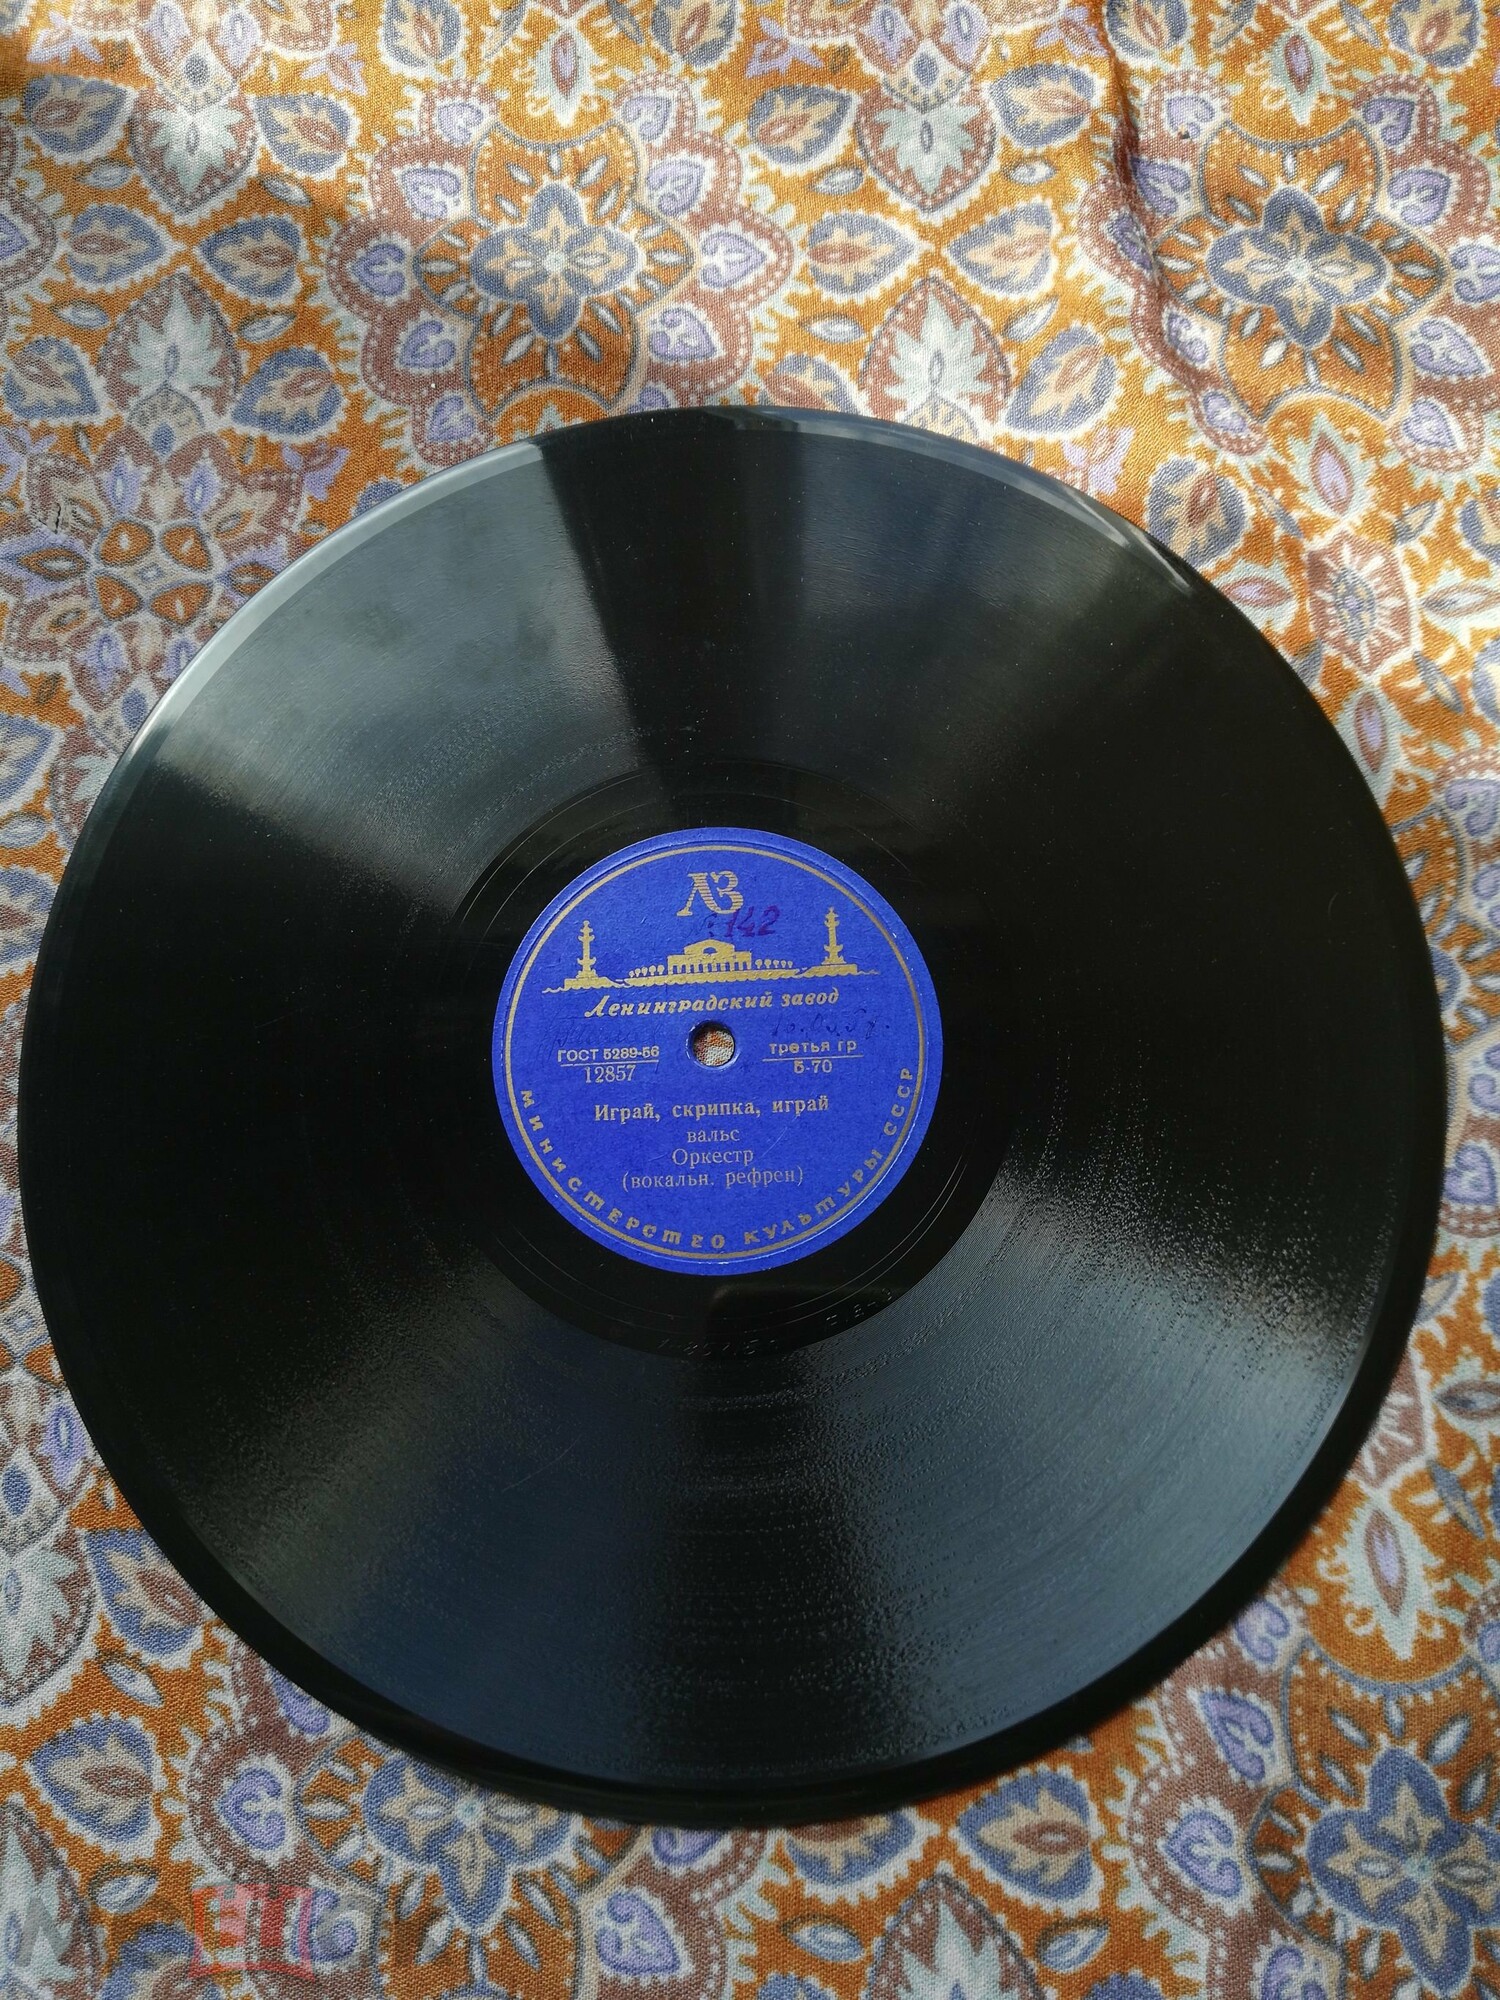 ЛЗ
142
Ленинградский завод
ГОСТ 5289-56
12857
третья гр
Б-70
Играй, скрипка, играй
вальс
Оркестр
(вокальн. рефрен)
МИНИСТЕРСТВО КУЛЬТУРЫ СССР